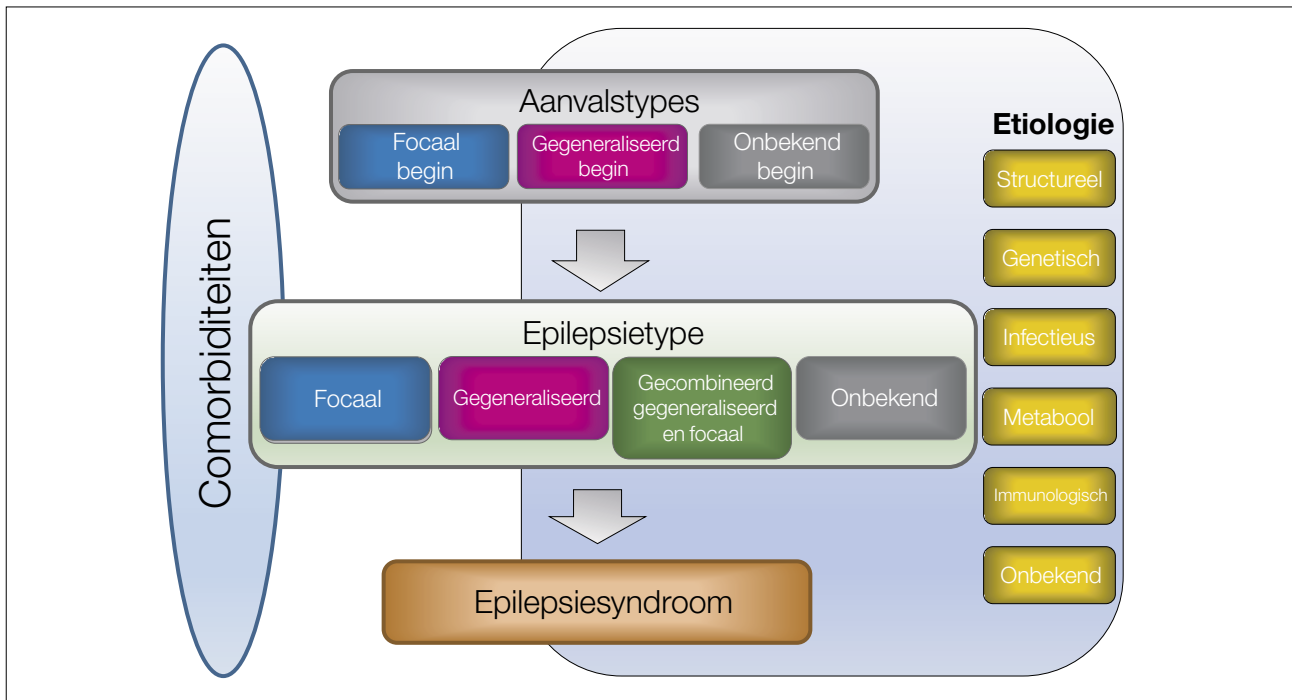 Comorbiditeiten
Aanvalstypes
Focaal
begin
Gegeneraliseerd
begin
Onbekend
begin
Epilepsietype
Focaal
Gegeneraliseerd
Gecombineerd
gegeneraliseerd
en focaal
Onbekend
Epilepsiesyndroom
Etiologie
Structureel
Genetisch
Infectieus
Metabool
Immunologisch
Onbekend